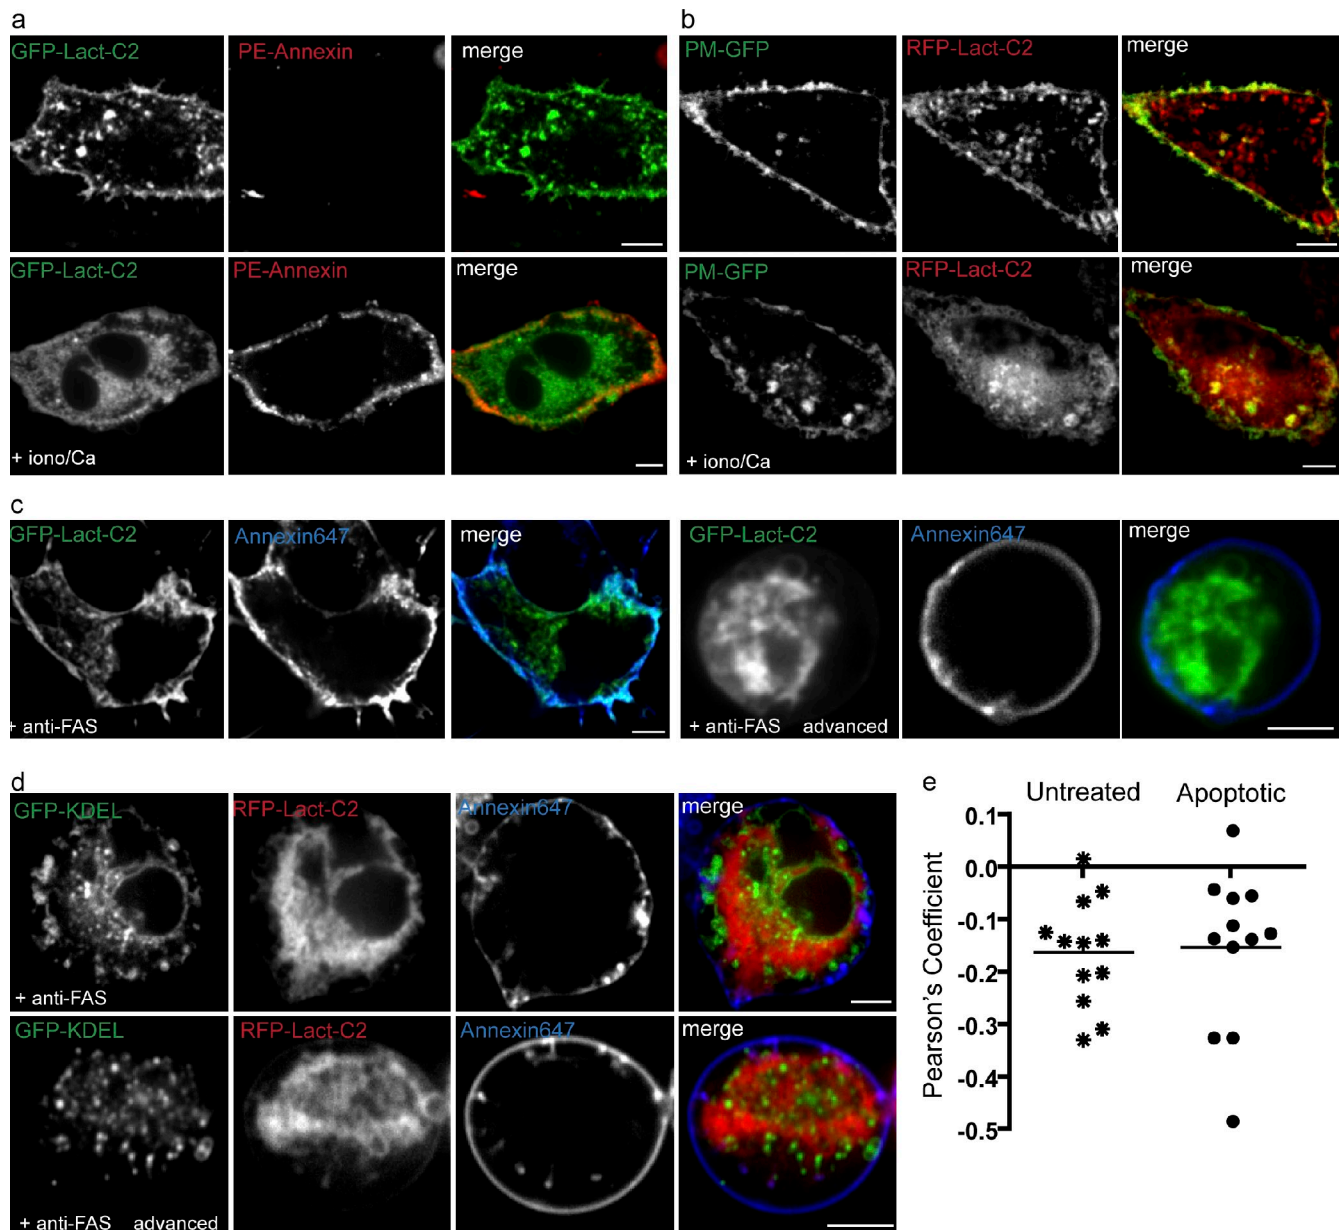 a
GFP-Lact-C2 PE-Annexin merge
GFP-Lact-C2 PE-Annexin merge
+ iono/Ca
b
PM-GFP RFP-Lact-C2 merge
PM-GFP RFP-Lact-C2 merge
+ iono/Ca
c
GFP-Lact-C2 Annexin647 merge
+ anti-FAS
GFP-Lact-C2 Annexin647 merge
+ anti-FAS advanced
d
GFP-KDEL RFP-Lact-C2 Annexin647 merge
+ anti-FAS
GFP-KDEL RFP-Lact-C2 Annexin647 merge
+ anti-FAS advanced
e
Untreated Apoptotic
Pearson's Coefficient
0.1
0.0
-0.1
-0.2
-0.3
-0.4
-0.5